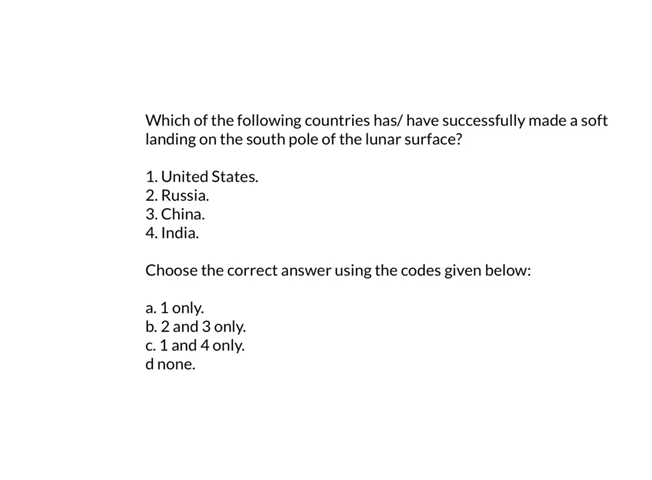 Which of the following countries has/ have successfully made a soft
landing on the south pole of the lunar surface?
1. United States.
2. Russia.
3. China.
4. India.
Choose the correct answer using the codes given below:
a. 1 only.
b. 2 and 3 only.
c. 1 and 4 only.
d none.